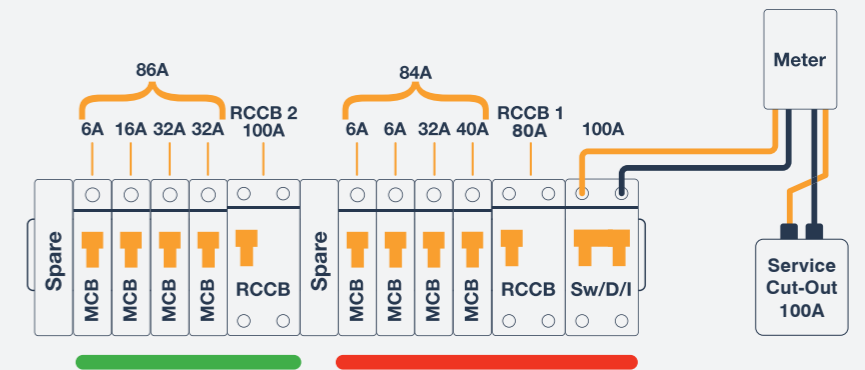 86A
6A 16A 32A 32A
RCCB 2
100A
84A
6A 6A 32A 40A
RCCB 1
80A
100A
Meter
Spare
MCB
MCB
MCB
MCB
RCCB
Spare
MCB
MCB
MCB
MCB
RCCB
Sw/D/I
Service
Cut-Out
100A